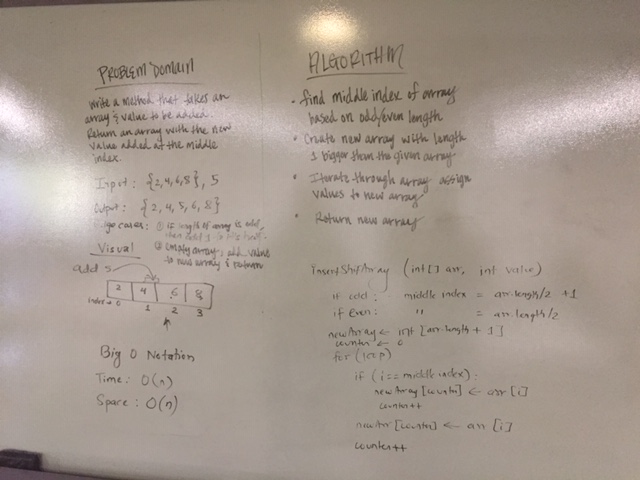 PROBLEM DOMAIN
Write a method that takes an
array & value to be added.
Return an array with the new
value added at the middle
index.
Input: {2,4,6,8}, 5
Output: {2,4,5,6,8}
Edge cases: ① if length of array is odd,
② empty array, add value
to new array & return
Visual
add 5
2 4 6 8
index → 0 1 2 3
Big O Notation
Time: O(n)
Space: O(n)
ALGORITHM
• find middle index of array
based on odd/even length
• Create new array with length
1 bigger than the given array
• Iterate through array assign
values to new array
• Return new array
insertShiftArray (int[] arr, int value)
if odd: middle index = arr.length/2 +1
if Even: " = arr.length/2
newArray ← int [arr.length + 1]
counter ← 0
for (loop)
if (i == middle index):
newArray [counter] ← arr [i]
counter++
newArr [counter] ← arr [i]
counter++